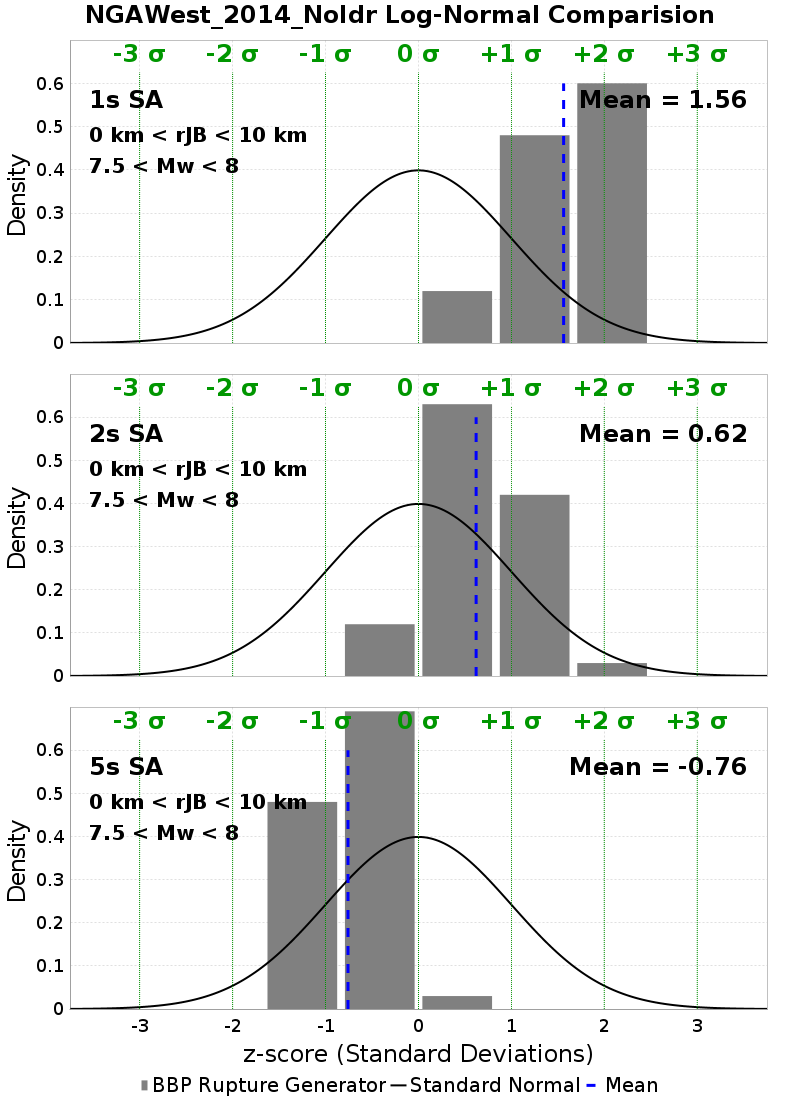 NGAWest_2014_NoIdr Log-Normal Comparision
-3 σ -2 σ -1 σ 0 σ +1 σ +2 σ +3 σ
0.6
1s SA Mean = 1.56
0.5
0 km < rJB < 10 km
7.5 < Mw < 8
0.4
0.3
Density
0.2
0.1
0
-3 σ -2 σ -1 σ 0 σ +1 σ +2 σ +3 σ
0.6
2s SA Mean = 0.62
0.5
0 km < rJB < 10 km
7.5 < Mw < 8
0.4
0.3
Density
0.2
0.1
0
-3 σ -2 σ -1 σ 0 σ +1 σ +2 σ +3 σ
0.6
5s SA Mean = -0.76
0.5
0 km < rJB < 10 km
7.5 < Mw < 8
0.4
0.3
Density
0.2
0.1
0
-3 -2 -1 0 1 2 3
z-score (Standard Deviations)
BBP Rupture Generator Standard Normal Mean